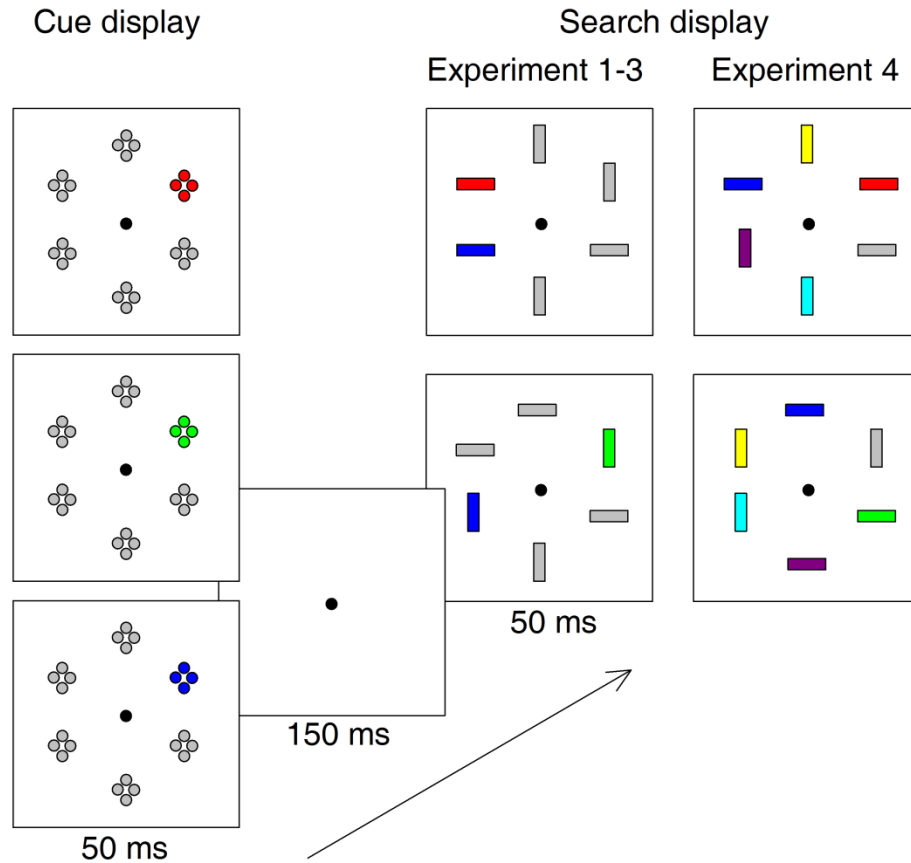 Cue display
Search display
Experiment 1-3
Experiment 4
50 ms
150 ms
50 ms